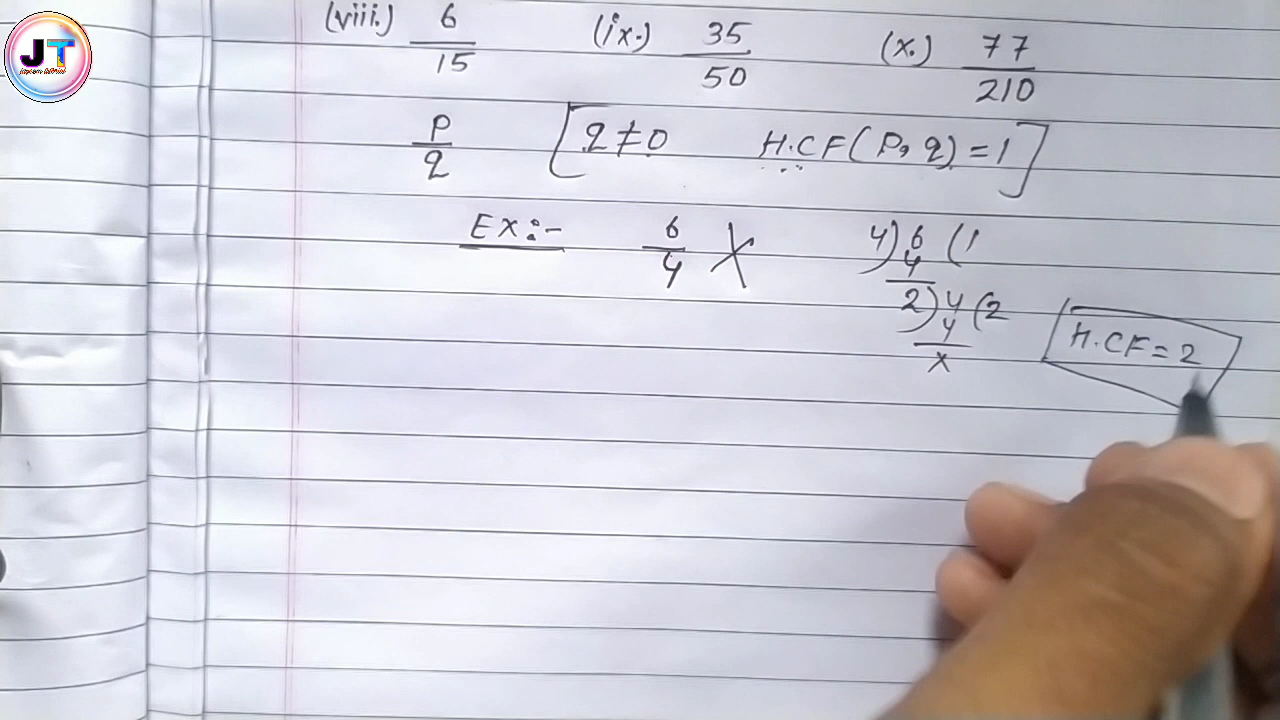 JT
(viii.) 6/15 (ix.) 35/50 (x.) 77/210
P/q [q ≠ 0 H.CF(P, q) = 1]
Ex:- 6/4 X 4) 6 (1
4
2) 4 (2
4
x
H.CF = 2